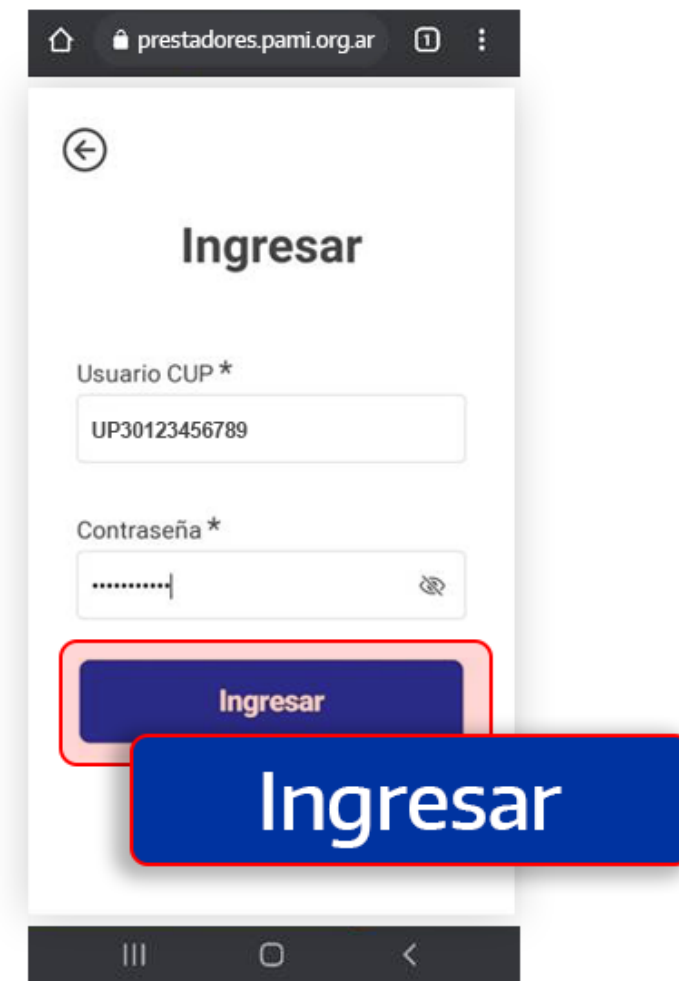 prestadores.pami.org.ar 1
Ingresar
Usuario CUP *
UP30123456789
Contraseña *
•••••••••••
Ingresar
Ingresar